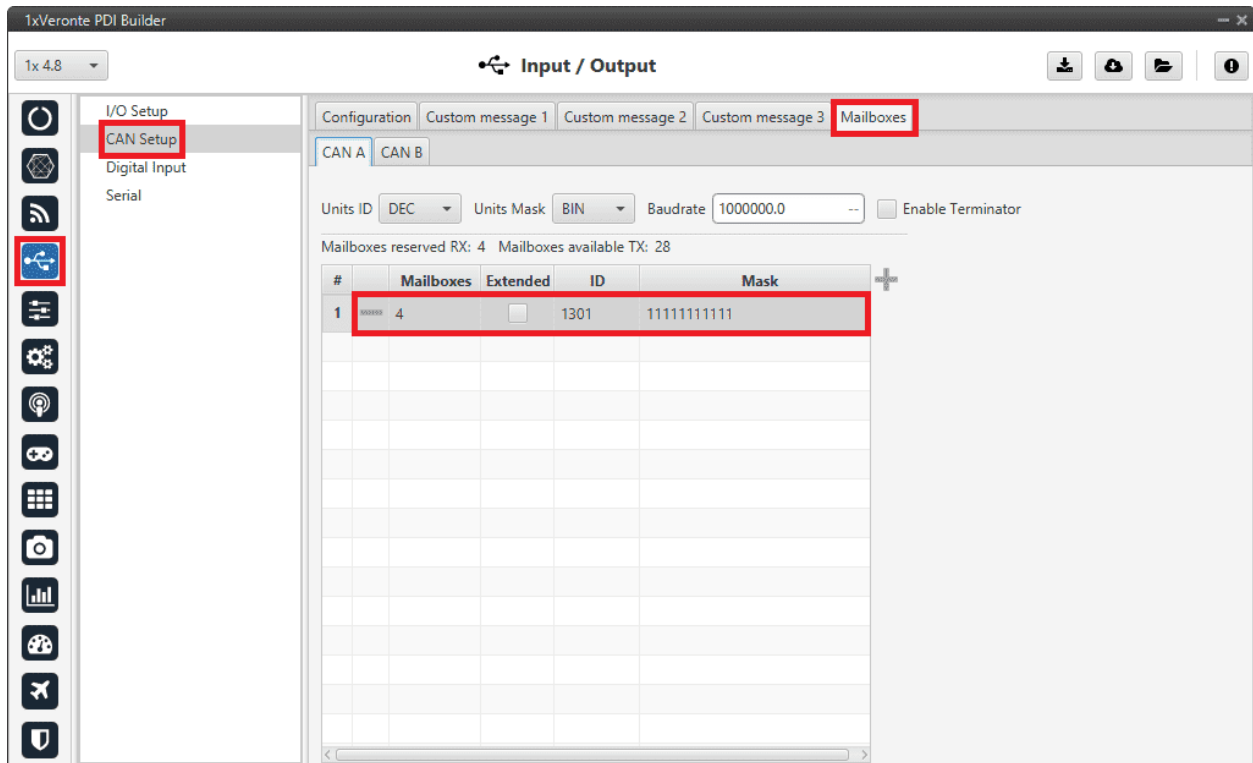 1xVeronte PDI Builder
1x 4.8
Input / Output
I/O Setup
CAN Setup
Digital Input
Serial
Configuration Custom message 1 Custom message 2 Custom message 3 Mailboxes
CAN A CAN B
Units ID DEC Units Mask BIN Baudrate 1000000.0 -- Enable Terminator
Mailboxes reserved RX: 4 Mailboxes available TX: 28
# Mailboxes Extended ID Mask
1 4 1301 11111111111